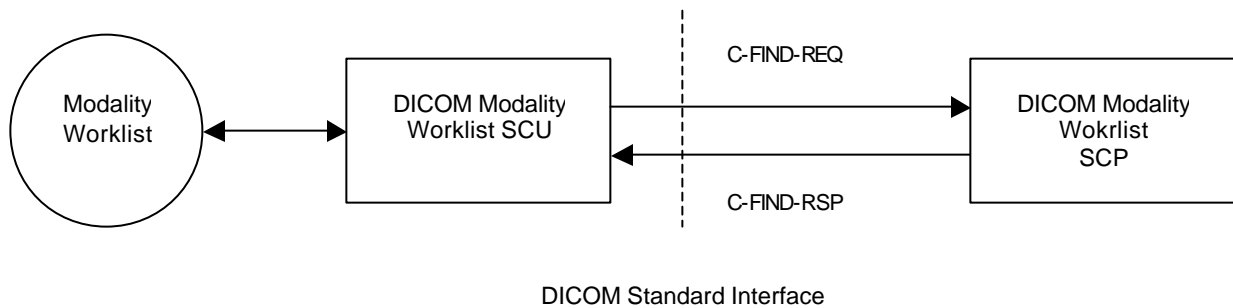 C-FIND-REQ
Modality
Worklist
DICOM Modality
Worklist SCU
DICOM Modality
Wokrlist
SCP
C-FIND-RSP
DICOM Standard Interface